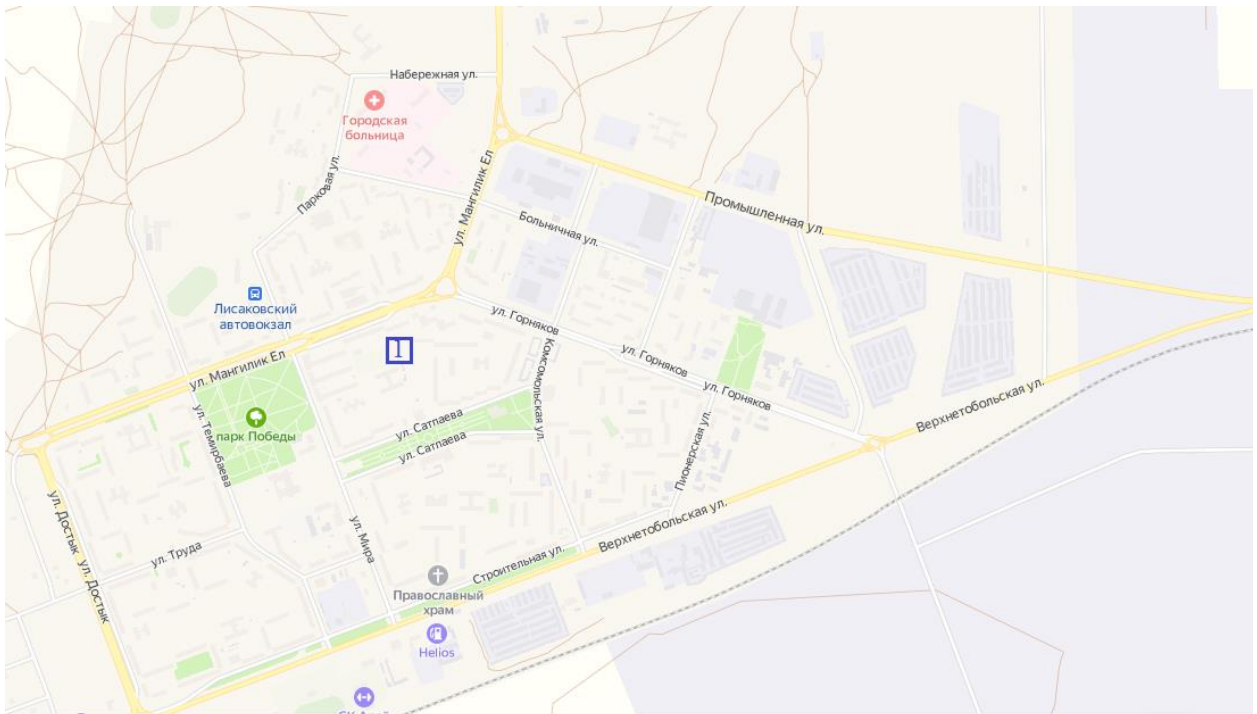 Набережная ул.
Городская
больница
Парковая ул.
ул. Мангилик Ел
Больничная ул.
Промышленная ул.
Лисаковский
автовокзал
ул. Горняков
ул. Горняков
ул. Горняков
1
ул. Мангилик Ел
Комсомольская ул.
парк Победы
ул. Темирбаева
ул. Сатпаева
ул. Сатпаева
Верхнетобольская ул.
Пионерская ул.
ул. Достык
ул. Достык
ул. Труда
ул. Мира
Верхнетобольская ул.
Строительная ул.
Православный
храм
Helios